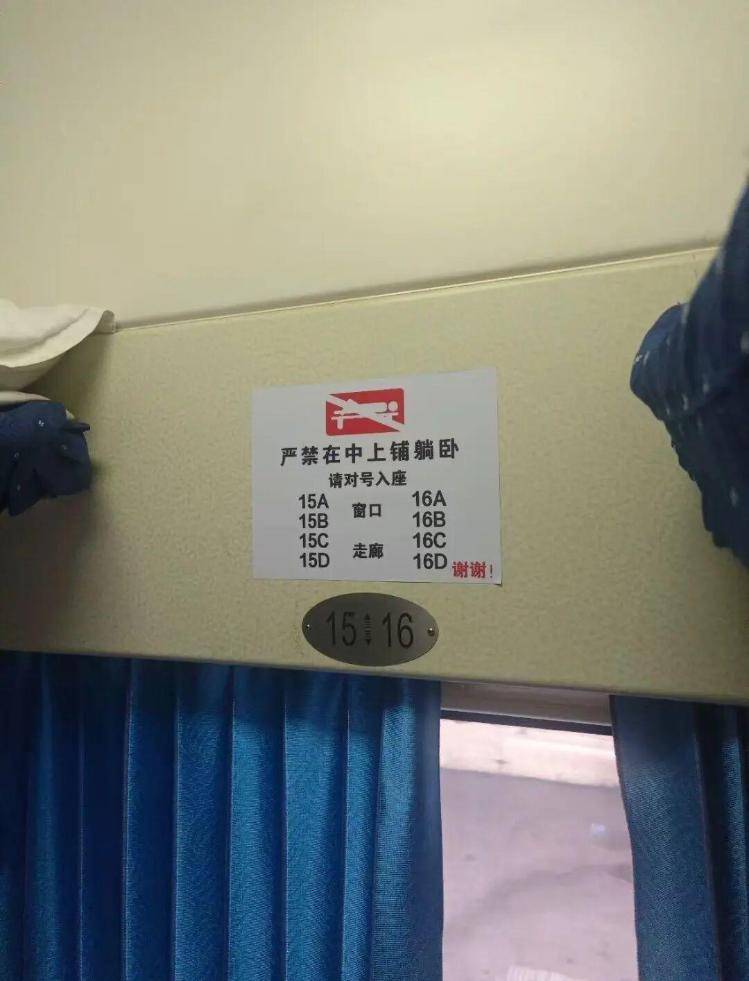 严禁在中上铺躺卧
请对号入座
15A 窗口 16A
15B 16B
15C 走廊 16C
15D 16D 谢谢!
15 16